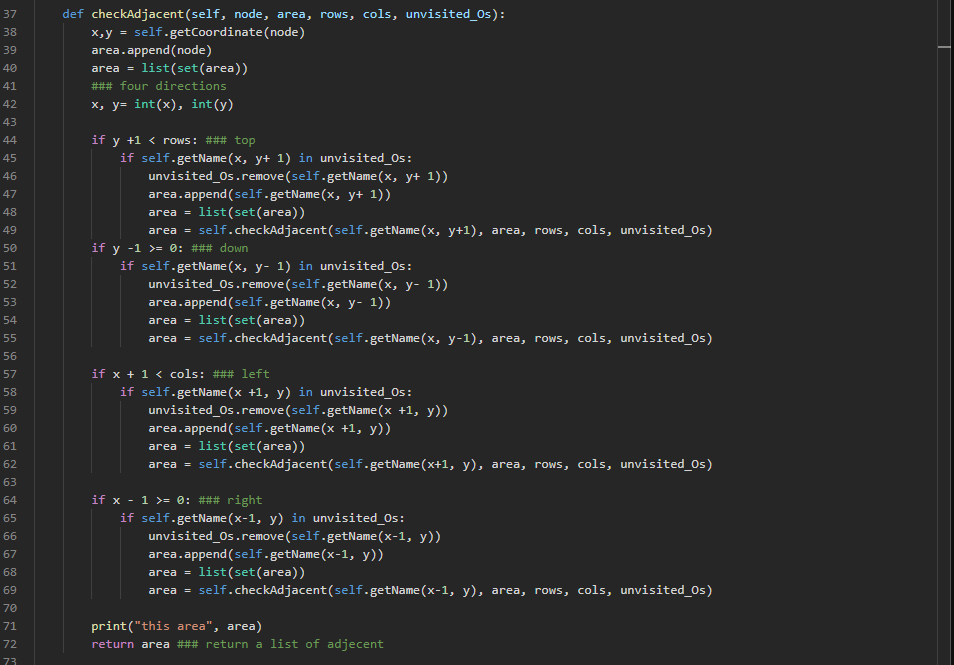 37 def checkAdjacent(self, node, area, rows, cols, unvisited_Os):
38 x,y = self.getCoordinate(node)
39 area.append(node)
40 area = list(set(area))
41 ### four directions
42 x, y= int(x), int(y)
43
44 if y +1 < rows: ### top
45 if self.getName(x, y+ 1) in unvisited_Os:
46 unvisited_Os.remove(self.getName(x, y+ 1))
47 area.append(self.getName(x, y+ 1))
48 area = list(set(area))
49 area = self.checkAdjacent(self.getName(x, y+1), area, rows, cols, unvisited_Os)
50 if y -1 >= 0: ### down
51 if self.getName(x, y- 1) in unvisited_Os:
52 unvisited_Os.remove(self.getName(x, y- 1))
53 area.append(self.getName(x, y- 1))
54 area = list(set(area))
55 area = self.checkAdjacent(self.getName(x, y-1), area, rows, cols, unvisited_Os)
56
57 if x + 1 < cols: ### left
58 if self.getName(x +1, y) in unvisited_Os:
59 unvisited_Os.remove(self.getName(x +1, y))
60 area.append(self.getName(x +1, y))
61 area = list(set(area))
62 area = self.checkAdjacent(self.getName(x+1, y), area, rows, cols, unvisited_Os)
63
64 if x - 1 >= 0: ### right
65 if self.getName(x-1, y) in unvisited_Os:
66 unvisited_Os.remove(self.getName(x-1, y))
67 area.append(self.getName(x-1, y))
68 area = list(set(area))
69 area = self.checkAdjacent(self.getName(x-1, y), area, rows, cols, unvisited_Os)
70
71 print("this area", area)
72 return area ### return a list of adjecent
73